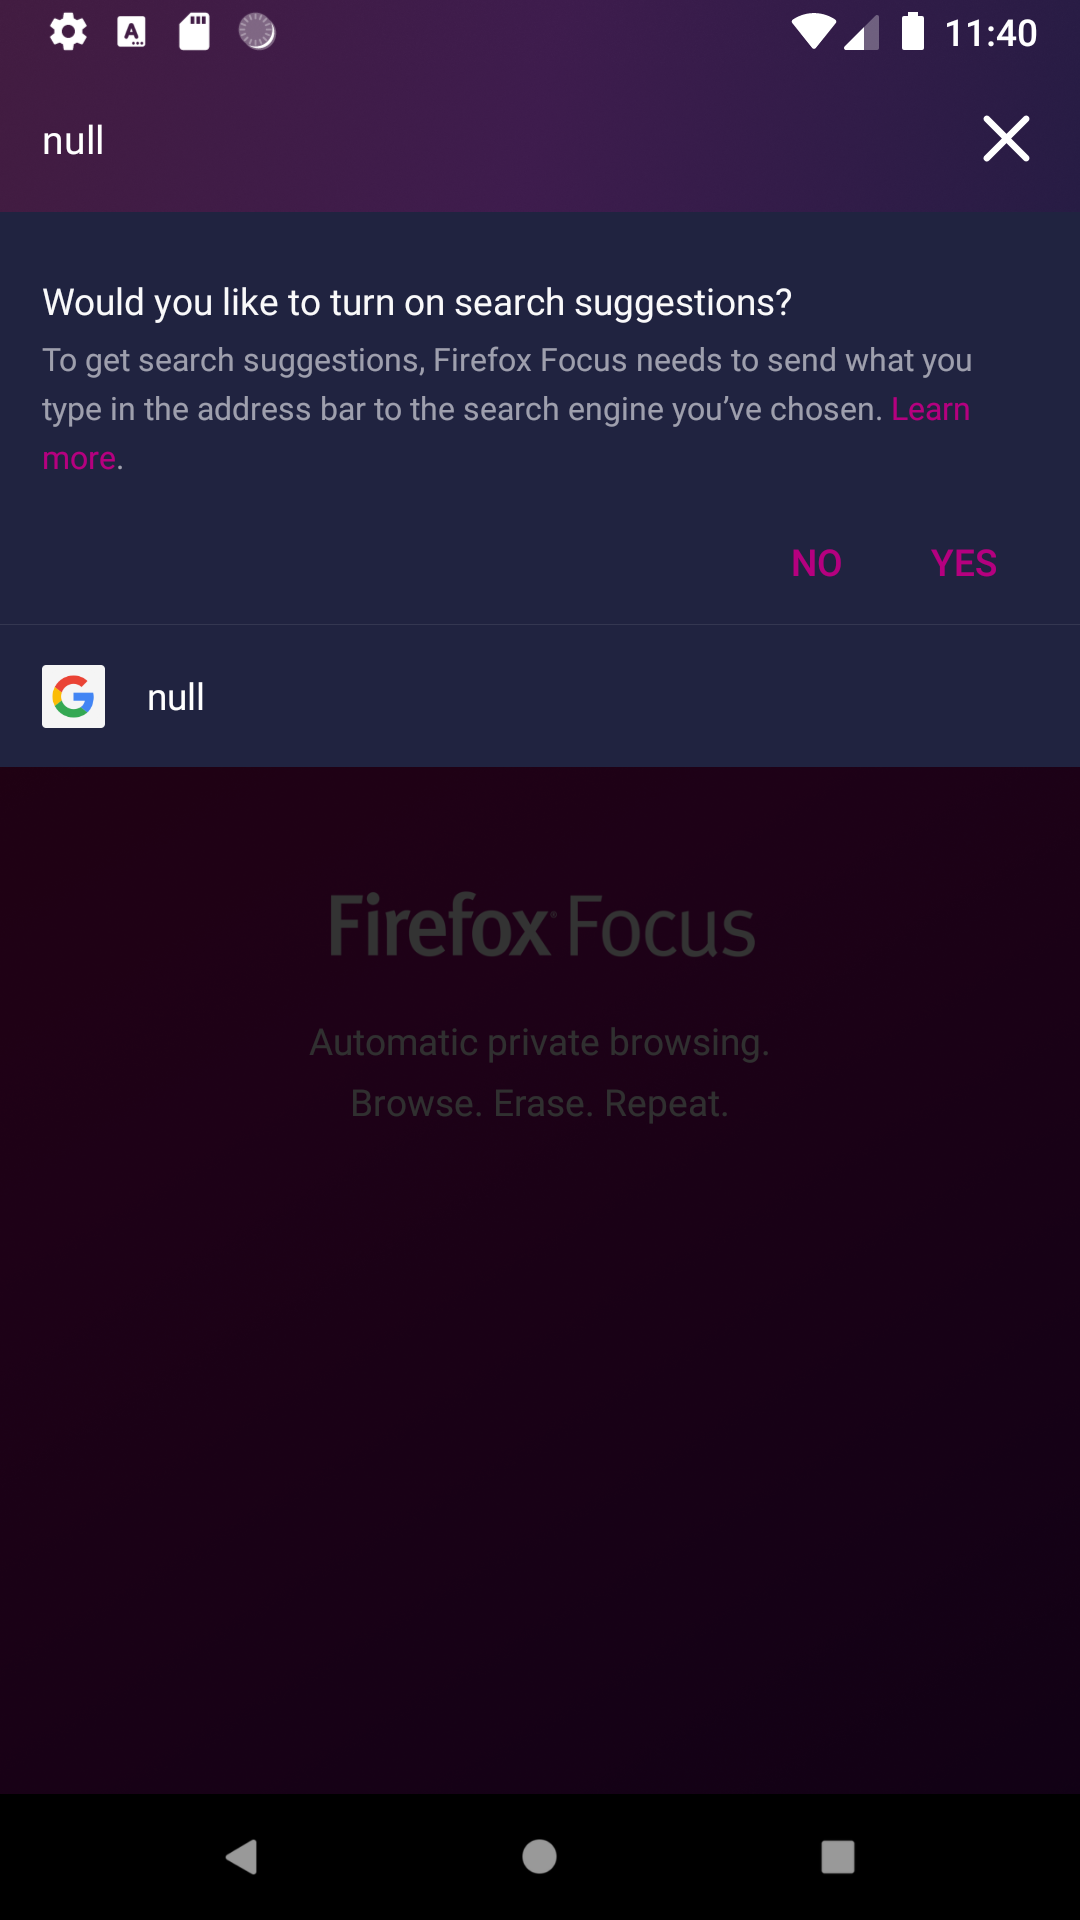 11:40
null
Would you like to turn on search suggestions?
To get search suggestions, Firefox Focus needs to send what you
type in the address bar to the search engine you’ve chosen. Learn
more.
NO YES
null
Firefox Focus
Automatic private browsing.
Browse. Erase. Repeat.